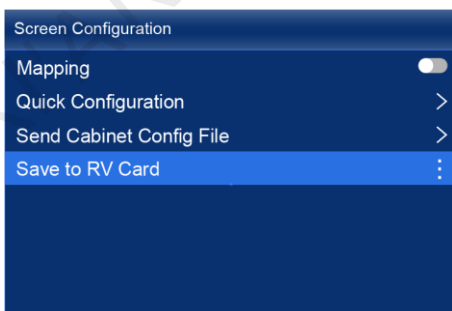 Screen Configuration
Mapping
Quick Configuration
Send Cabinet Config File
Save to RV Card